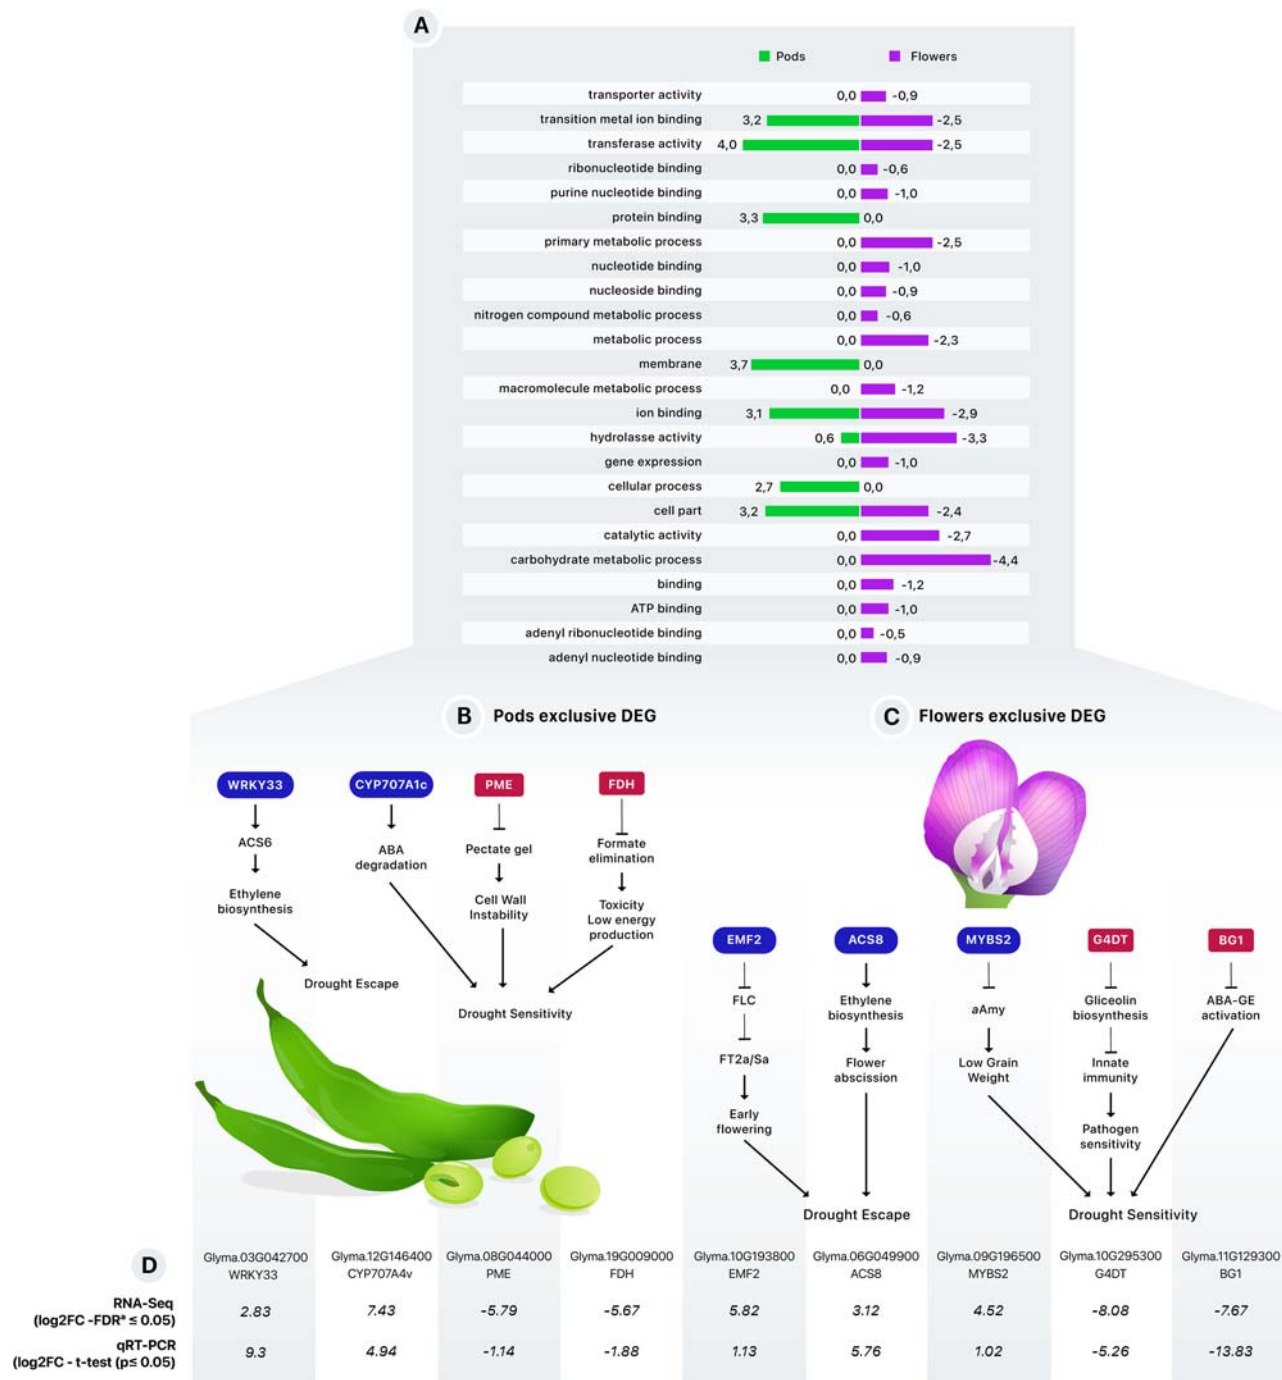 A
Pods Flowers
transporter activity 0,0 -0,9
transition metal ion binding 3,2 -2,5
transferase activity 4,0 -2,5
ribonucleotide binding 0,0 -0,6
purine nucleotide binding 0,0 -1,0
protein binding 3,3 0,0
primary metabolic process 0,0 -2,5
nucleotide binding 0,0 -1,0
nucleoside binding 0,0 -0,9
nitrogen compound metabolic process 0,0 -0,6
metabolic process 0,0 -2,3
membrane 3,7 0,0
macromolecule metabolic process 0,0 -1,2
ion binding 3,1 -2,9
hydrolasse activity 0,6 -3,3
gene expression 0,0 -1,0
cellular process 2,7 0,0
cell part 3,2 -2,4
catalytic activity 0,0 -2,7
carbohydrate metabolic process 0,0 -4,4
binding 0,0 -1,2
ATP binding 0,0 -1,0
adenyl ribonucleotide binding 0,0 -0,5
adenyl nucleotide binding 0,0 -0,9
B Pods exclusive DEG
WRKY33 CYP707A1c PME FDH
ACS6
Ethylene
biosynthesis
Drought Escape
ABA
degradation
Pectate gel
Cell Wall
Instability
Formate
elimination
Toxicity
Low energy
production
Drought Sensitivity
C Flowers exclusive DEG
EMF2 ACS8 MYBS2 G4DT BG1
FLC
FT2a/Sa
Early
flowering
Ethylene
biosynthesis
Flower
abscission
Drought Escape
aAmy
Low Grain
Weight
Gliceolin
biosynthesis
Innate
immunity
Pathogen
sensitivity
ABA-GE
activation
Drought Sensitivity
D
Glyma.03G042700 Glyma.12G146400 Glyma.08G044000 Glyma.19G009000 Glyma.10G193800 Glyma.06G049900 Glyma.09G196500 Glyma.10G295300 Glyma.11G129300
WRKY33 CYP707A4v PME FDH EMF2 ACS8 MYBS2 G4DT BG1
RNA-Seq
(log2FC -FDRª ≤ 0.05) 2.83 7.43 -5.79 -5.67 5.82 3.12 4.52 -8.08 -7.67
qRT-PCR
(log2FC - t-test (p≤ 0.05) 9.3 4.94 -1.14 -1.88 1.13 5.76 1.02 -5.26 -13.83